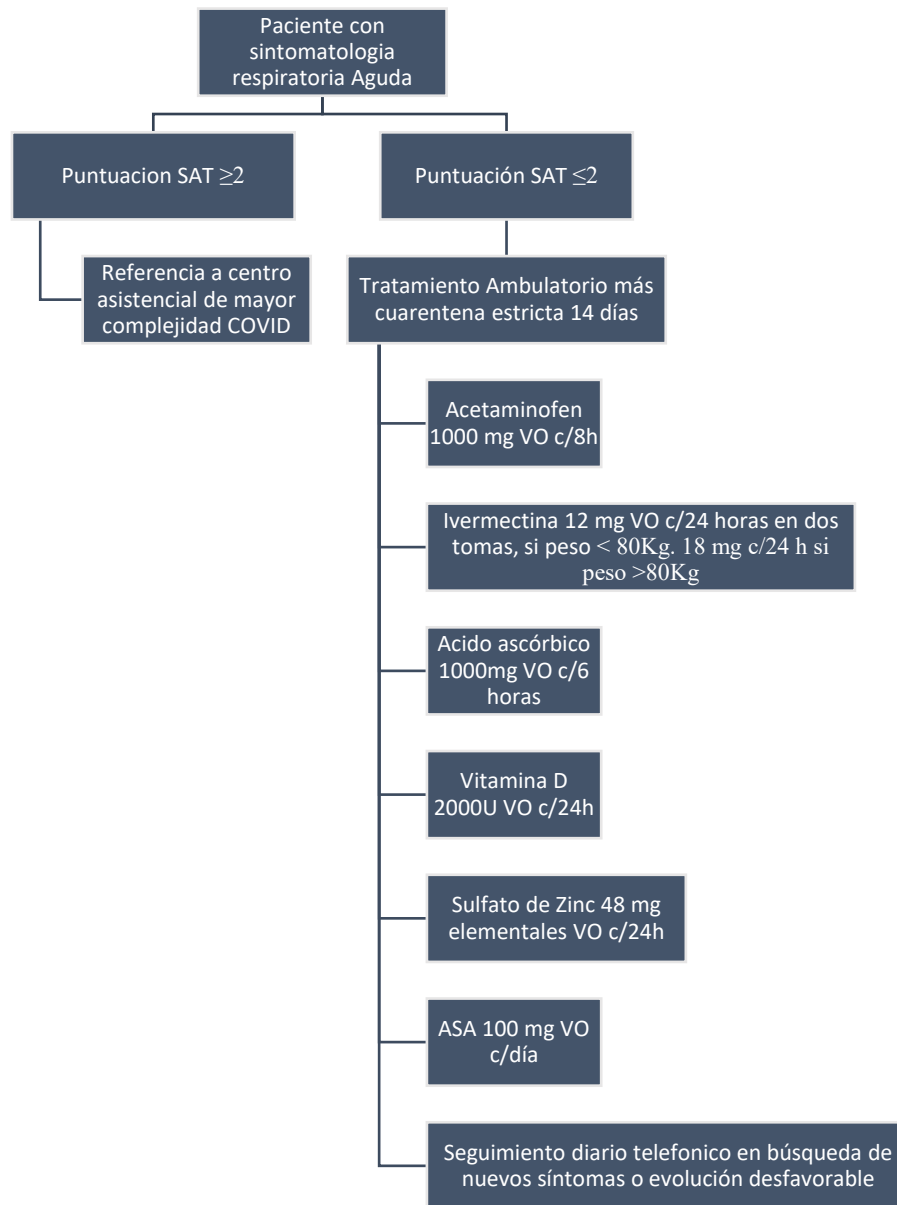 Paciente con
sintomatologia
respiratoria Aguda
Puntuacion SAT ≥2
Puntuación SAT ≤2
Referencia a centro
asistencial de mayor
complejidad COVID
Tratamiento Ambulatorio más
cuarentena estricta 14 días
Acetaminofen
1000 mg VO c/8h
Ivermectina 12 mg VO c/24 horas en dos
tomas, si peso < 80Kg. 18 mg c/24 h si
peso >80Kg
Acido ascórbico
1000mg VO c/6
horas
Vitamina D
2000U VO c/24h
Sulfato de Zinc 48 mg
elementales VO c/24h
ASA 100 mg VO
c/día
Seguimiento diario telefonico en búsqueda de
nuevos síntomas o evolución desfavorable